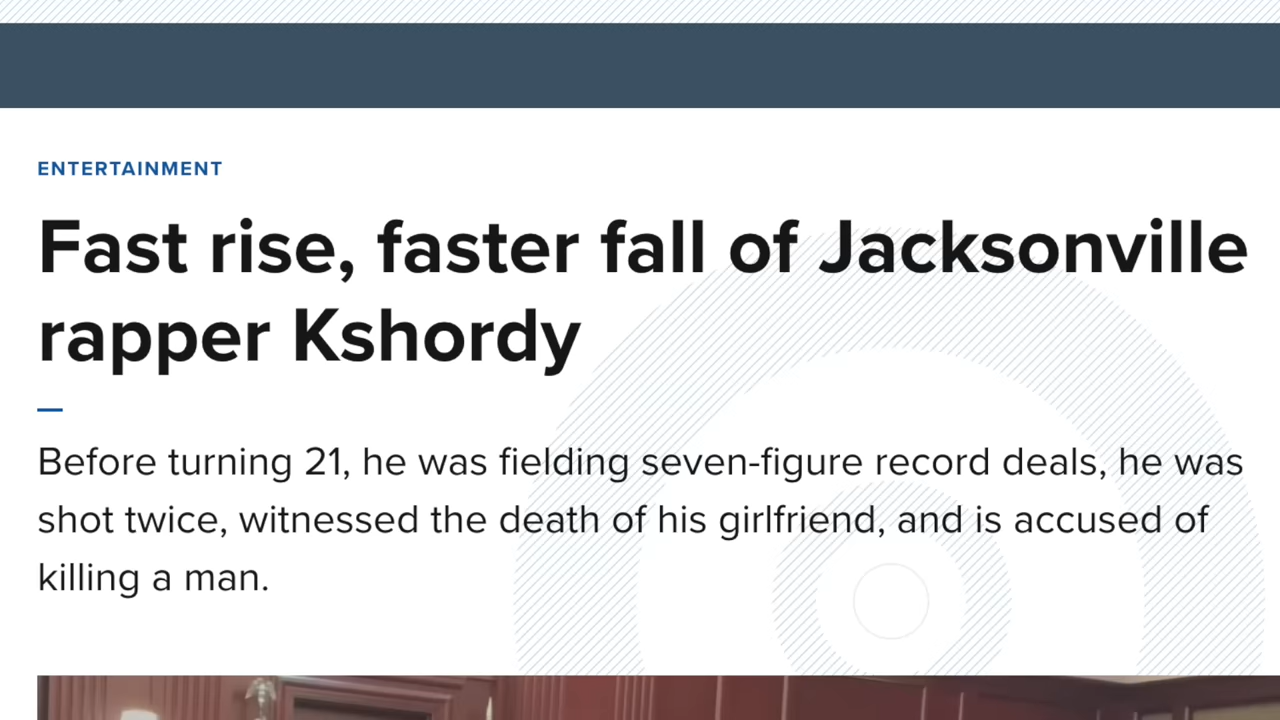 ENTERTAINMENT
Fast rise, faster fall of Jacksonville
rapper Kshordy
Before turning 21, he was fielding seven-figure record deals, he was
shot twice, witnessed the death of his girlfriend, and is accused of
killing a man.